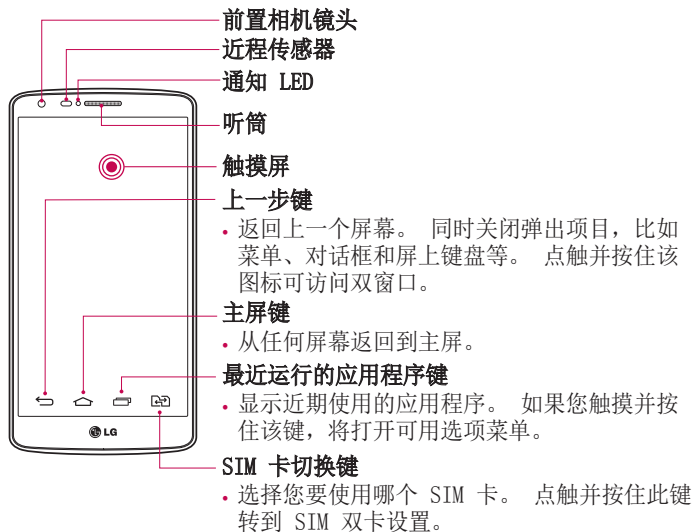 前置相机镜头
近程传感器
通知 LED
听筒
触摸屏
上一步键
• 返回上一个屏幕。 同时关闭弹出项目，比如
菜单、对话框和屏上键盘等。 点触并按住该
图标可访问双窗口。
主屏键
• 从任何屏幕返回到主屏。
最近运行的应用程序键
• 显示近期使用的应用程序。 如果您触摸并按
住该键，将打开可用选项菜单。
SIM 卡切换键
• 选择您要使用哪个 SIM 卡。 点触并按住此键
转到 SIM 双卡设置。
LG